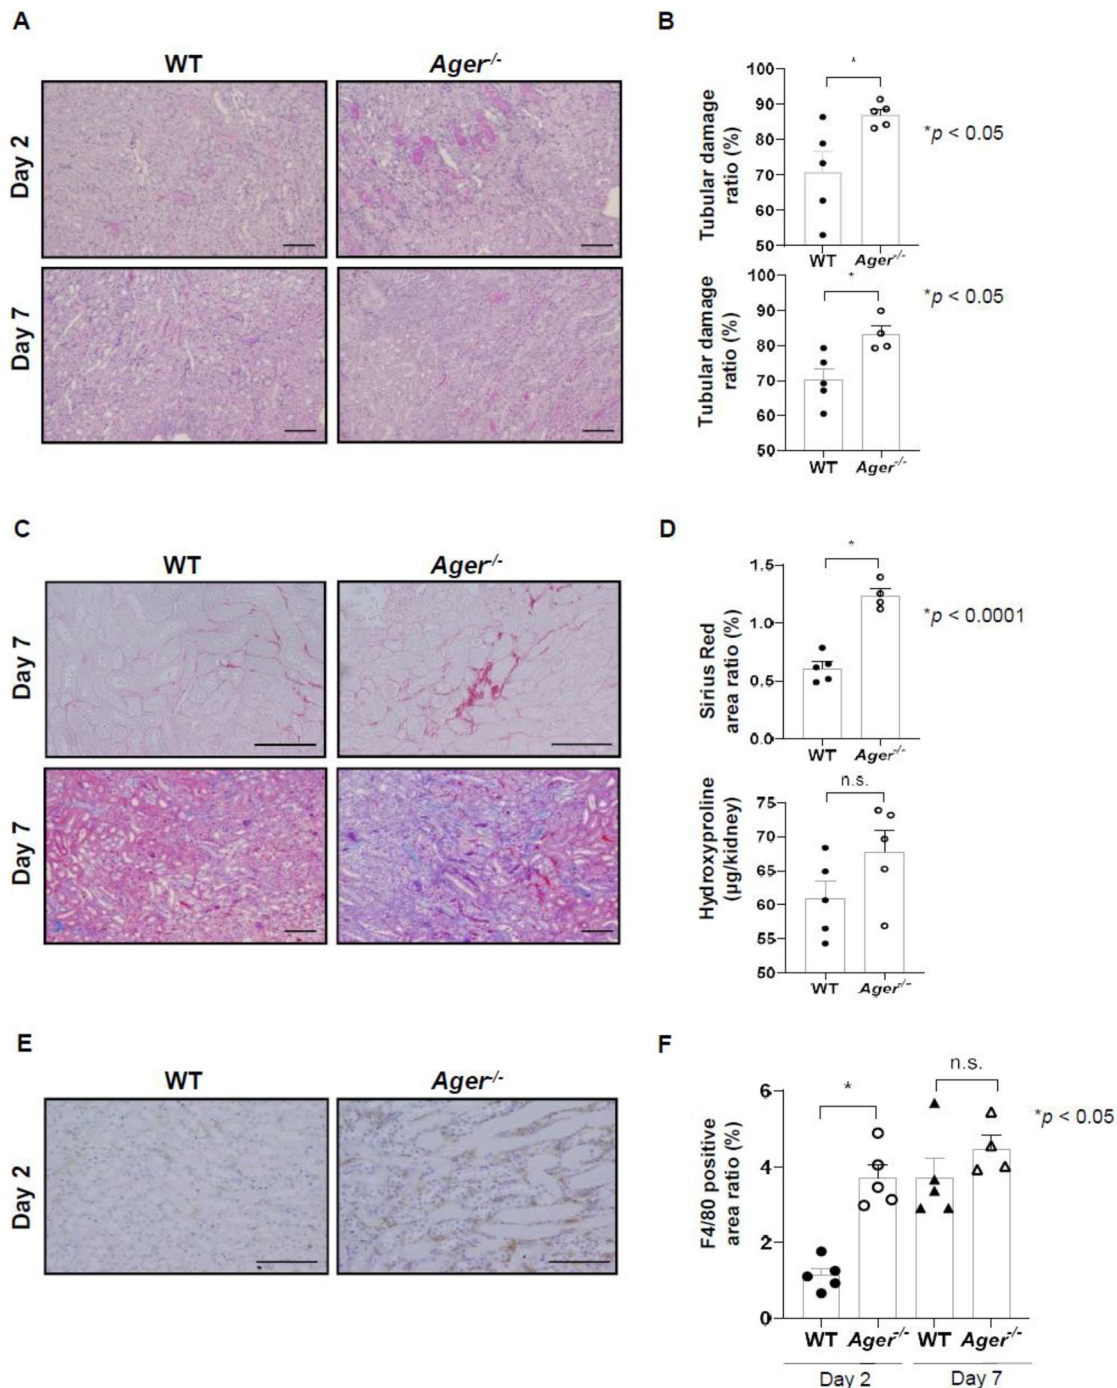 A
WT
Ager-/-
Day 2
Day 7
B
100
90
80
70
60
50
Tubular damage
ratio (%)
*
WT
Ager-/-
*p < 0.05
100
90
80
70
60
50
Tubular damage
ratio (%)
*
WT
Ager-/-
*p < 0.05
C
WT
Ager-/-
Day 7
Day 7
D
1.5
1.0
0.5
0.0
Sirius Red
area ratio (%)
*
WT
Ager-/-
*p < 0.0001
n.s.
75
70
65
60
55
50
Hydroxyproline
(µg/kidney)
WT
Ager-/-
E
WT
Ager-/-
Day 2
F
6
4
2
0
F4/80 positive
area ratio (%)
*
n.s.
*p < 0.05
WT
Ager-/-
WT
Ager-/-
Day 2
Day 7